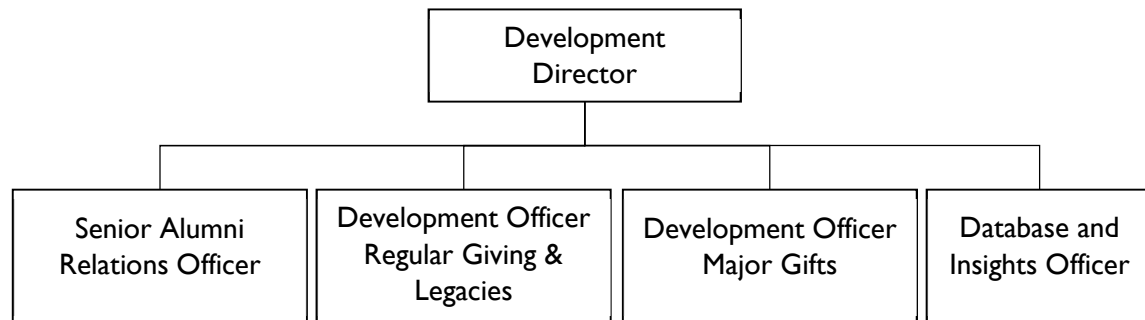 Development
Director
Senior Alumni
Relations Officer
Development Officer
Regular Giving &
Legacies
Development Officer
Major Gifts
Database and
Insights Officer